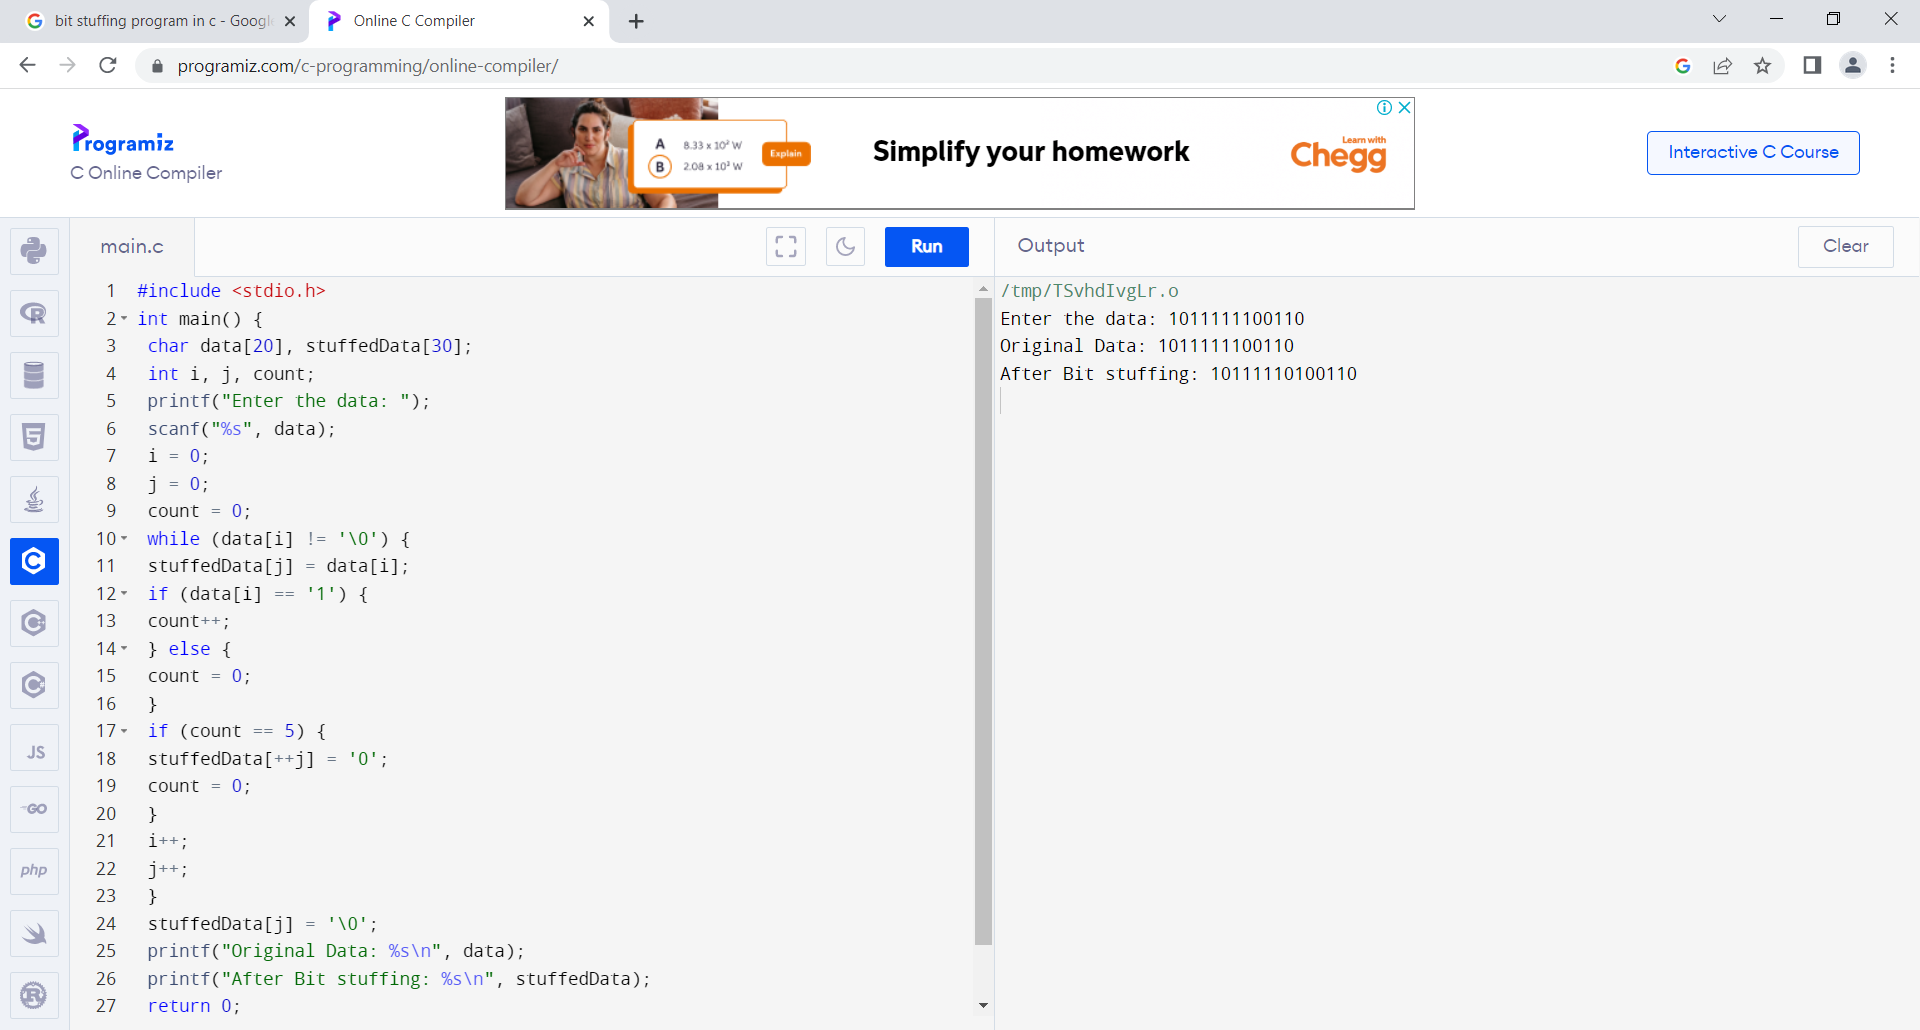 bit stuffing program in c - Googl
Online C Compiler
programiz.com/c-programming/online-compiler/
Programiz
C Online Compiler
A 8.33 x 10² W
B 2.08 x 10³ W
Explain
Simplify your homework
Learn with
Chegg
Interactive C Course
main.c
Run
Output
Clear
1 #include <stdio.h>
2 int main() {
3 char data[20], stuffedData[30];
4 int i, j, count;
5 printf("Enter the data: ");
6 scanf("%s", data);
7 i = 0;
8 j = 0;
9 count = 0;
10 while (data[i] != '\0') {
11 stuffedData[j] = data[i];
12 if (data[i] == '1') {
13 count++;
14 } else {
15 count = 0;
16 }
17 if (count == 5) {
18 stuffedData[++j] = '0';
19 count = 0;
20 }
21 i++;
22 j++;
23 }
24 stuffedData[j] = '\0';
25 printf("Original Data: %s\n", data);
26 printf("After Bit stuffing: %s\n", stuffedData);
27 return 0;
/tmp/TSvhdIvgLr.o
Enter the data: 1011111100110
Original Data: 1011111100110
After Bit stuffing: 10111110100110
JS
GO
php